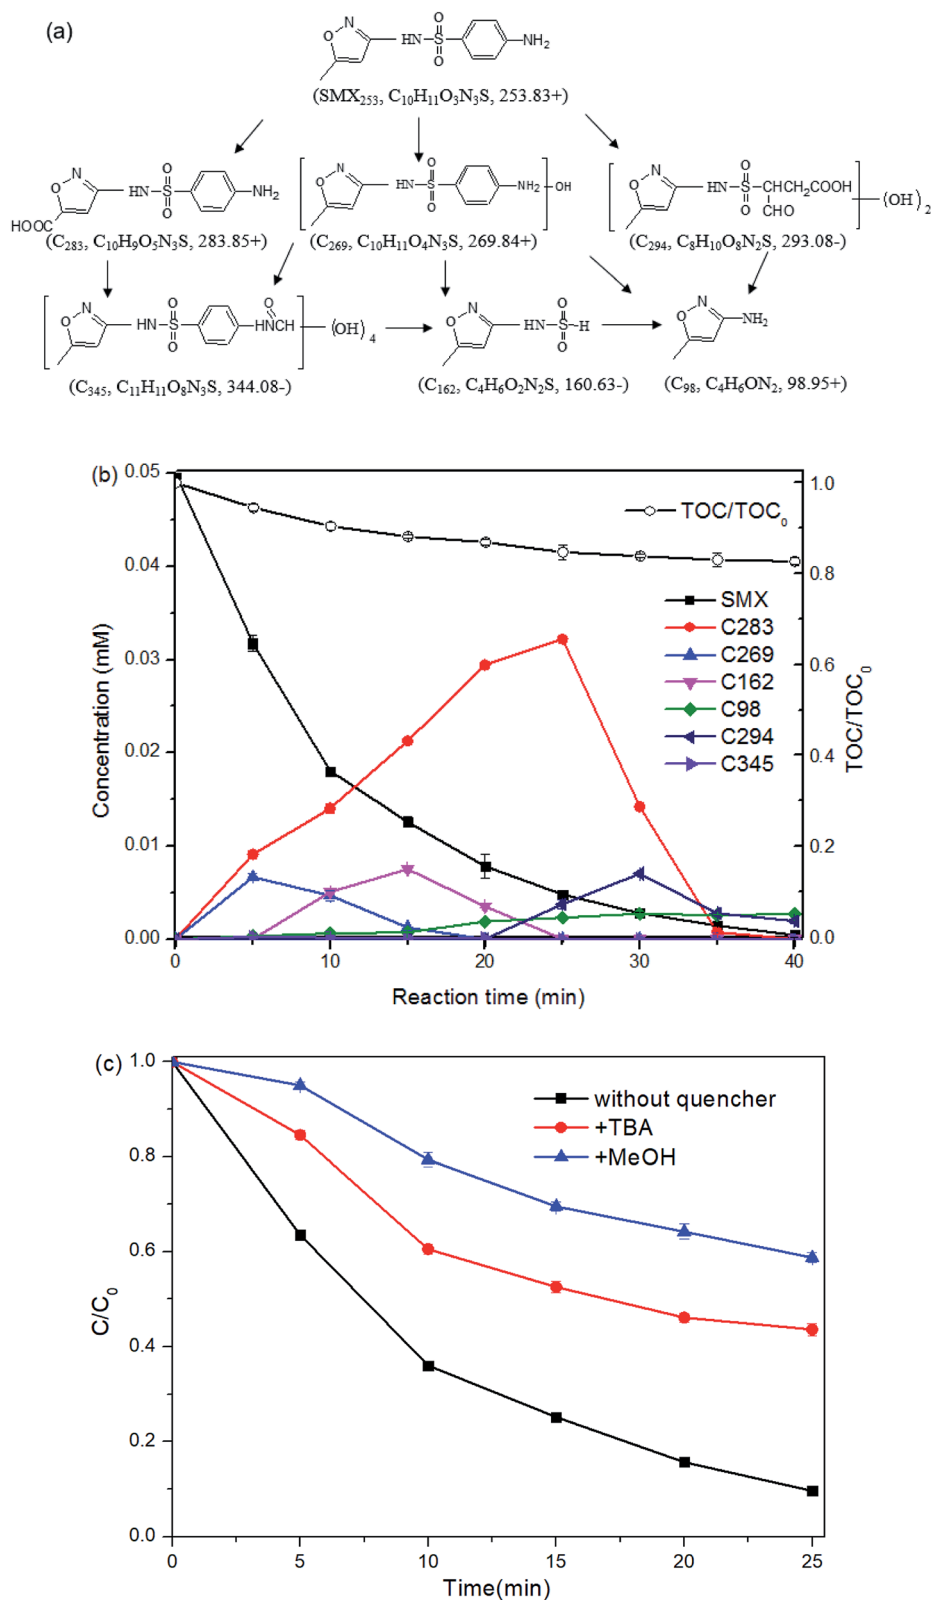 (a)
O N HN S O O NH₂
(SMX₂₅₃, C₁₀H₁₁O₃N₃S, 253.83+)
HOOC O N HN S O O NH₂
O N HN S O O NH₂ OH
O N HN S O O CHCH₂COOH CHO (OH)₂
(C₂₈₃, C₁₀H₉O₅N₃S, 283.85+)
(C₂₆₉, C₁₀H₁₁O₄N₃S, 269.84+)
(C₂₉₄, C₈H₁₀O₈N₂S, 293.08-)
O N HN S O O HNCH O (OH)₄
O N HN S O O H
O N NH₂
(C₃₄₅, C₁₁H₁₁O₈N₃S, 344.08-)
(C₁₆₂, C₄H₆O₂N₂S, 160.63-)
(C₉₈, C₄H₆ON₂, 98.95+)
(b)
0.05
0.04
0.03
0.02
0.01
0.00
Concentration (mM)
TOC/TOC₀
SMX
C283
C269
C162
C98
C294
C345
1.0
0.8
0.6
0.4
0.2
0.0
TOC/TOC₀
0 5 10 15 20 25 30 35 40
Reaction time (min)
(c)
1.0
0.8
0.6
0.4
0.2
0.0
C/C₀
without quencher
+TBA
+MeOH
0 5 10 15 20 25
Time(min)